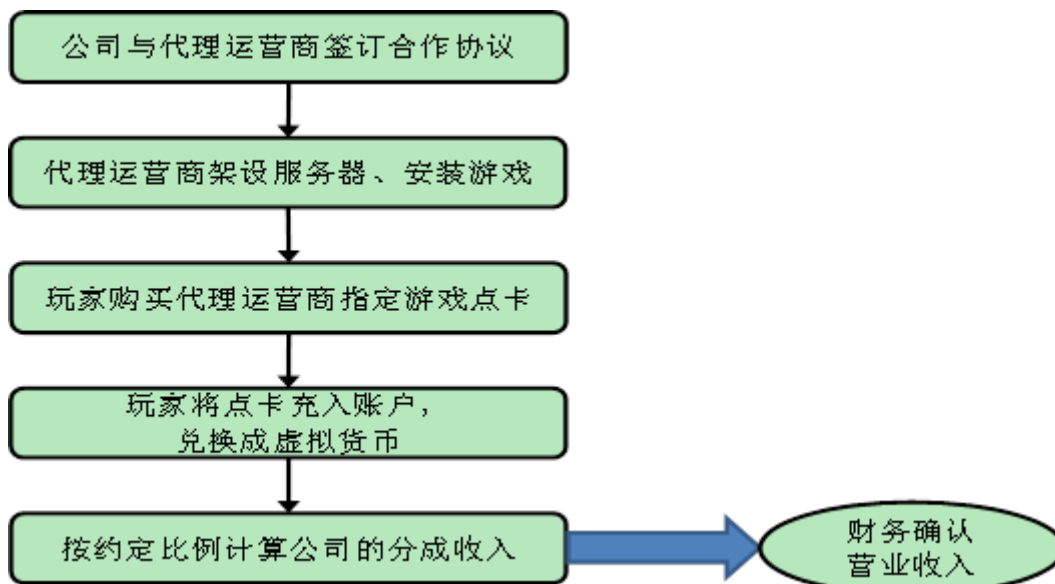 公司与代理运营商签订合作协议
代理运营商架设服务器、安装游戏
玩家购买代理运营商指定游戏点卡
玩家将点卡充入账户，
兑换成虚拟货币
按约定比例计算公司的分成收入
财务确认
营业收入